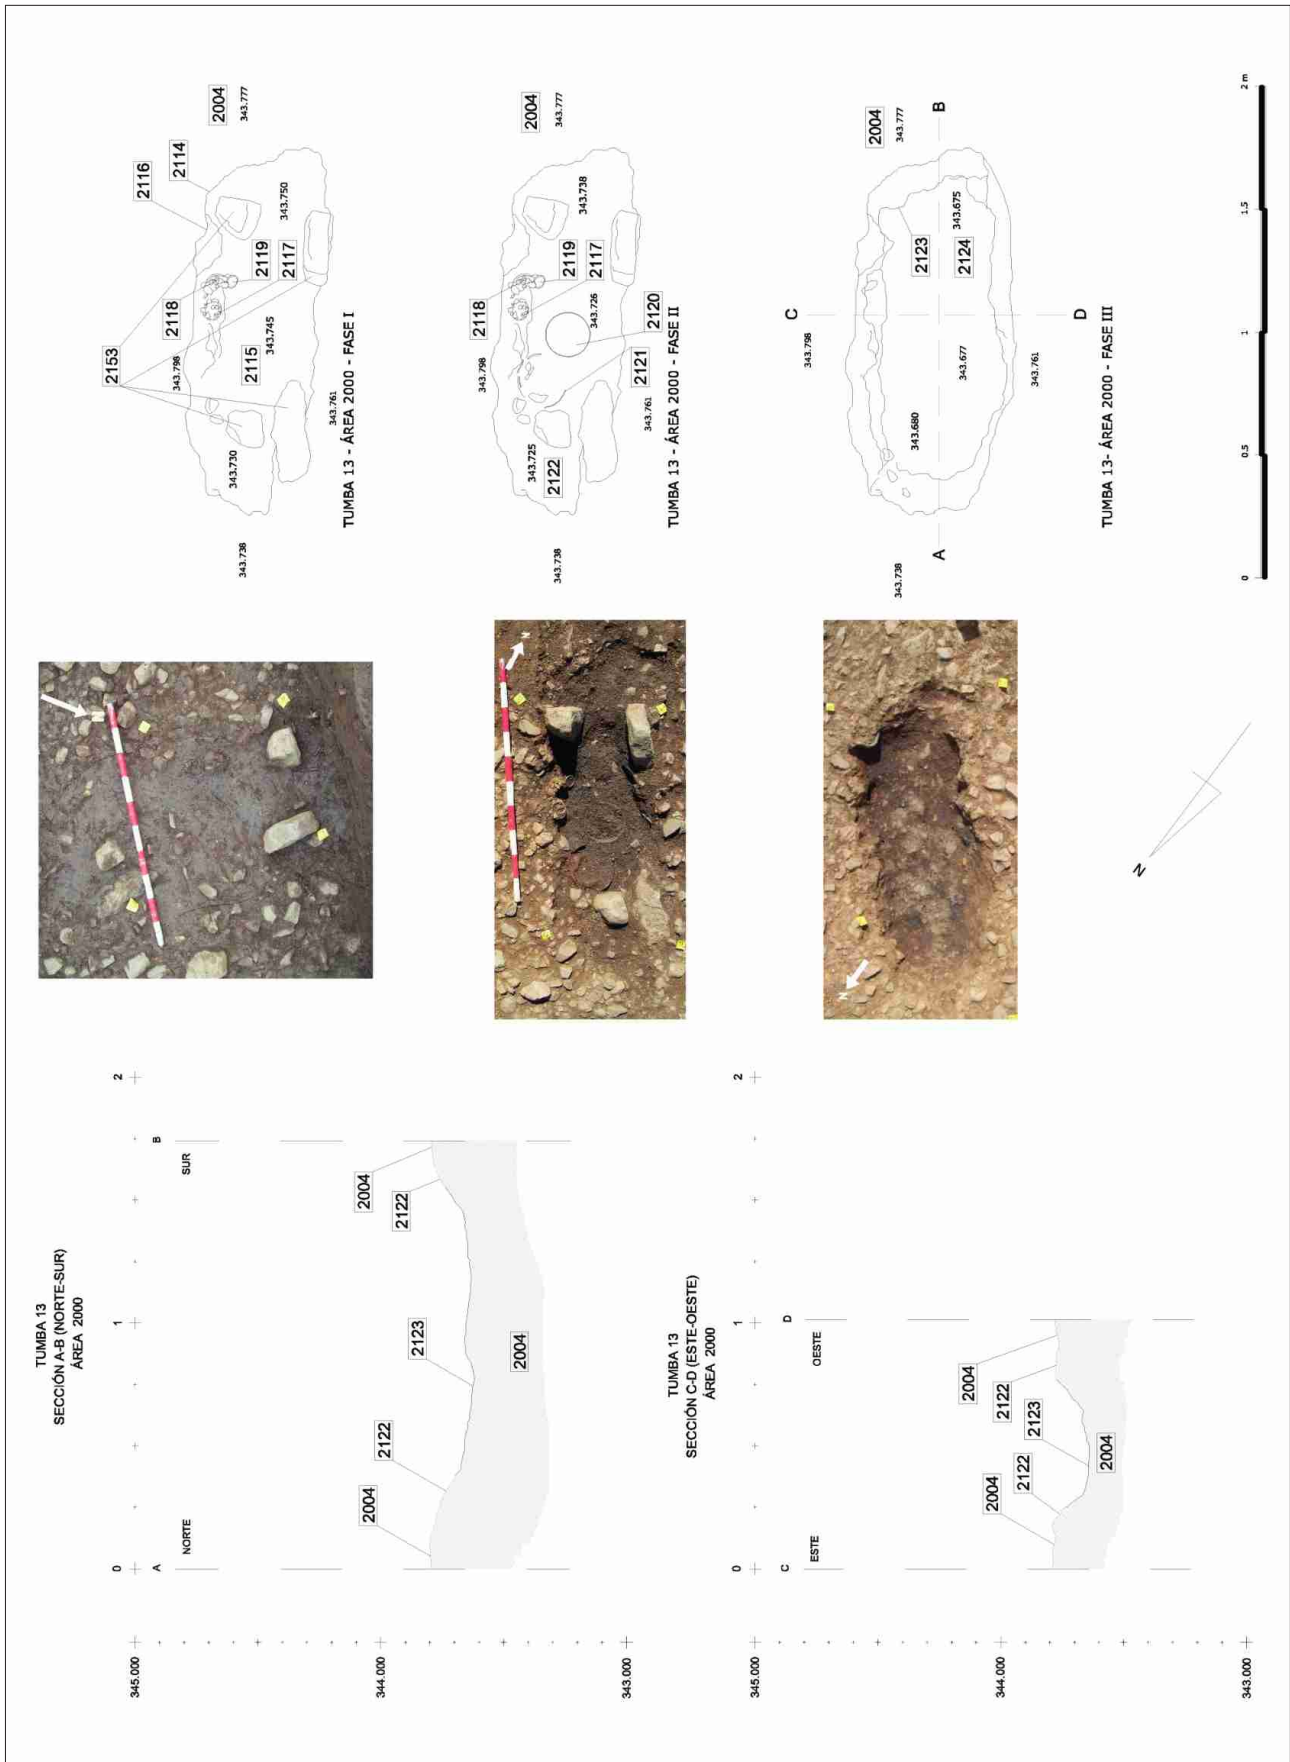 TUMBA 13
SECCIÓN A-B (NORTE-SUR)
ÁREA 2000
0
1
2
A
B
NORTE
SUR
345.000
344.000
343.000
2004
2122
2123
2122
2004
2004
TUMBA 13
SECCIÓN C-D (ESTE-OESTE)
ÁREA 2000
0
1
2
C
D
ESTE
OESTE
345.000
344.000
343.000
2004
2122
2123
2122
2004
2004
N
N
N
2153
2116
2114
2004
343.777
2118
2119
2117
343.750
343.798
2115
343.745
343.730
343.761
343.738
TUMBA 13 - ÁREA 2000 - FASE I
2004
343.777
2118
2119
2117
343.738
343.798
343.726
2120
2121
343.725
2122
343.761
343.738
TUMBA 13 - ÁREA 2000 - FASE II
2004
343.777
C
343.798
2123
343.675
2124
B
343.680
343.677
D
343.761
A
343.738
TUMBA 13- ÁREA 2000 - FASE III
0
0.5
1
1.5
2 m